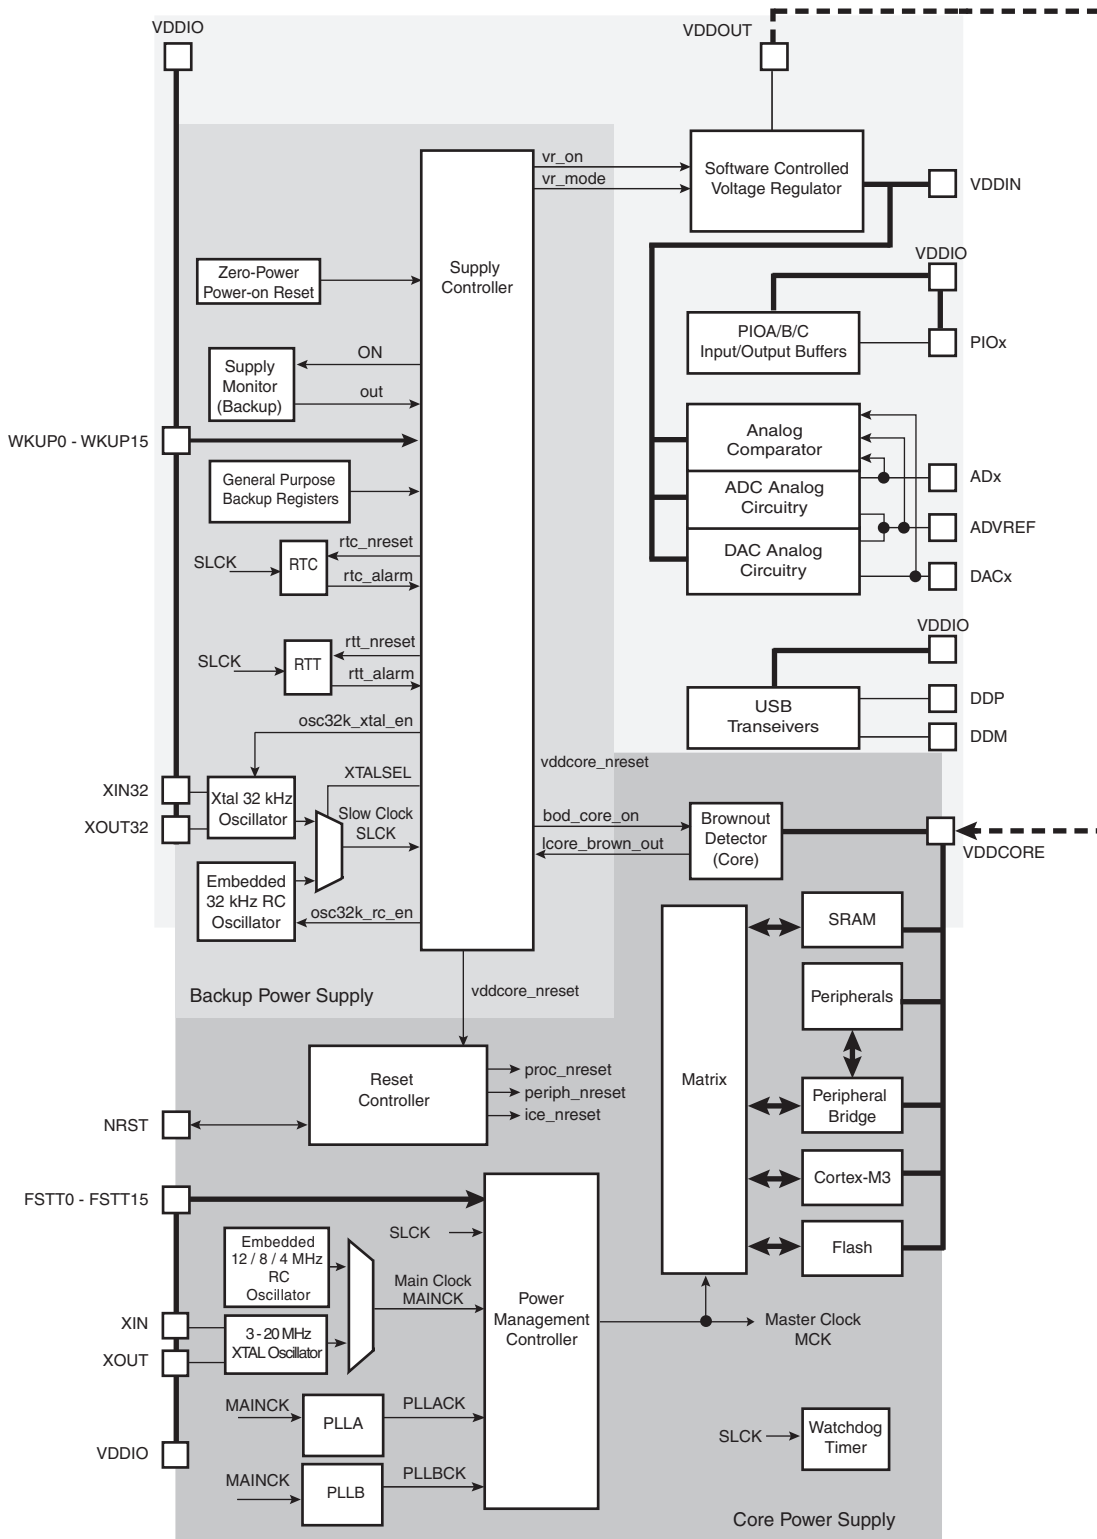 VDDIO
VDDOUT
vr_on
vr_mode
Software Controlled
Voltage Regulator
VDDIN
Supply
Controller
Zero-Power
Power-on Reset
VDDIO
PIOA/B/C
Input/Output Buffers
PIOx
Supply
Monitor
(Backup)
ON
out
WKUP0 - WKUP15
General Purpose
Backup Registers
Analog
Comparator
ADC Analog
Circuitry
DAC Analog
Circuitry
ADx
ADVREF
DACx
SLCK
RTC
rtc_nreset
rtc_alarm
SLCK
RTT
rtt_nreset
rtt_alarm
VDDIO
USB
Transeivers
DDP
DDM
osc32k_xtal_en
XIN32
XOUT32
Xtal 32 kHz
Oscillator
XTALSEL
Slow Clock
SLCK
Embedded
32 kHz RC
Oscillator
osc32k_rc_en
vddcore_nreset
bod_core_on
lcore_brown_out
Brownout
Detector
(Core)
VDDCORE
SRAM
Peripherals
Matrix
Peripheral
Bridge
Cortex-M3
Flash
Backup Power Supply
vddcore_nreset
Reset
Controller
proc_nreset
periph_nreset
ice_nreset
NRST
FSTT0 - FSTT15
SLCK
Embedded
12 / 8 / 4 MHz
RC
Oscillator
Main Clock
MAINCK
Power
Management
Controller
Master Clock
MCK
XIN
XOUT
3 - 20 MHz
XTAL Oscillator
MAINCK
PLLA
PLLACK
VDDIO
MAINCK
PLLB
PLLBCK
SLCK
Watchdog
Timer
Core Power Supply